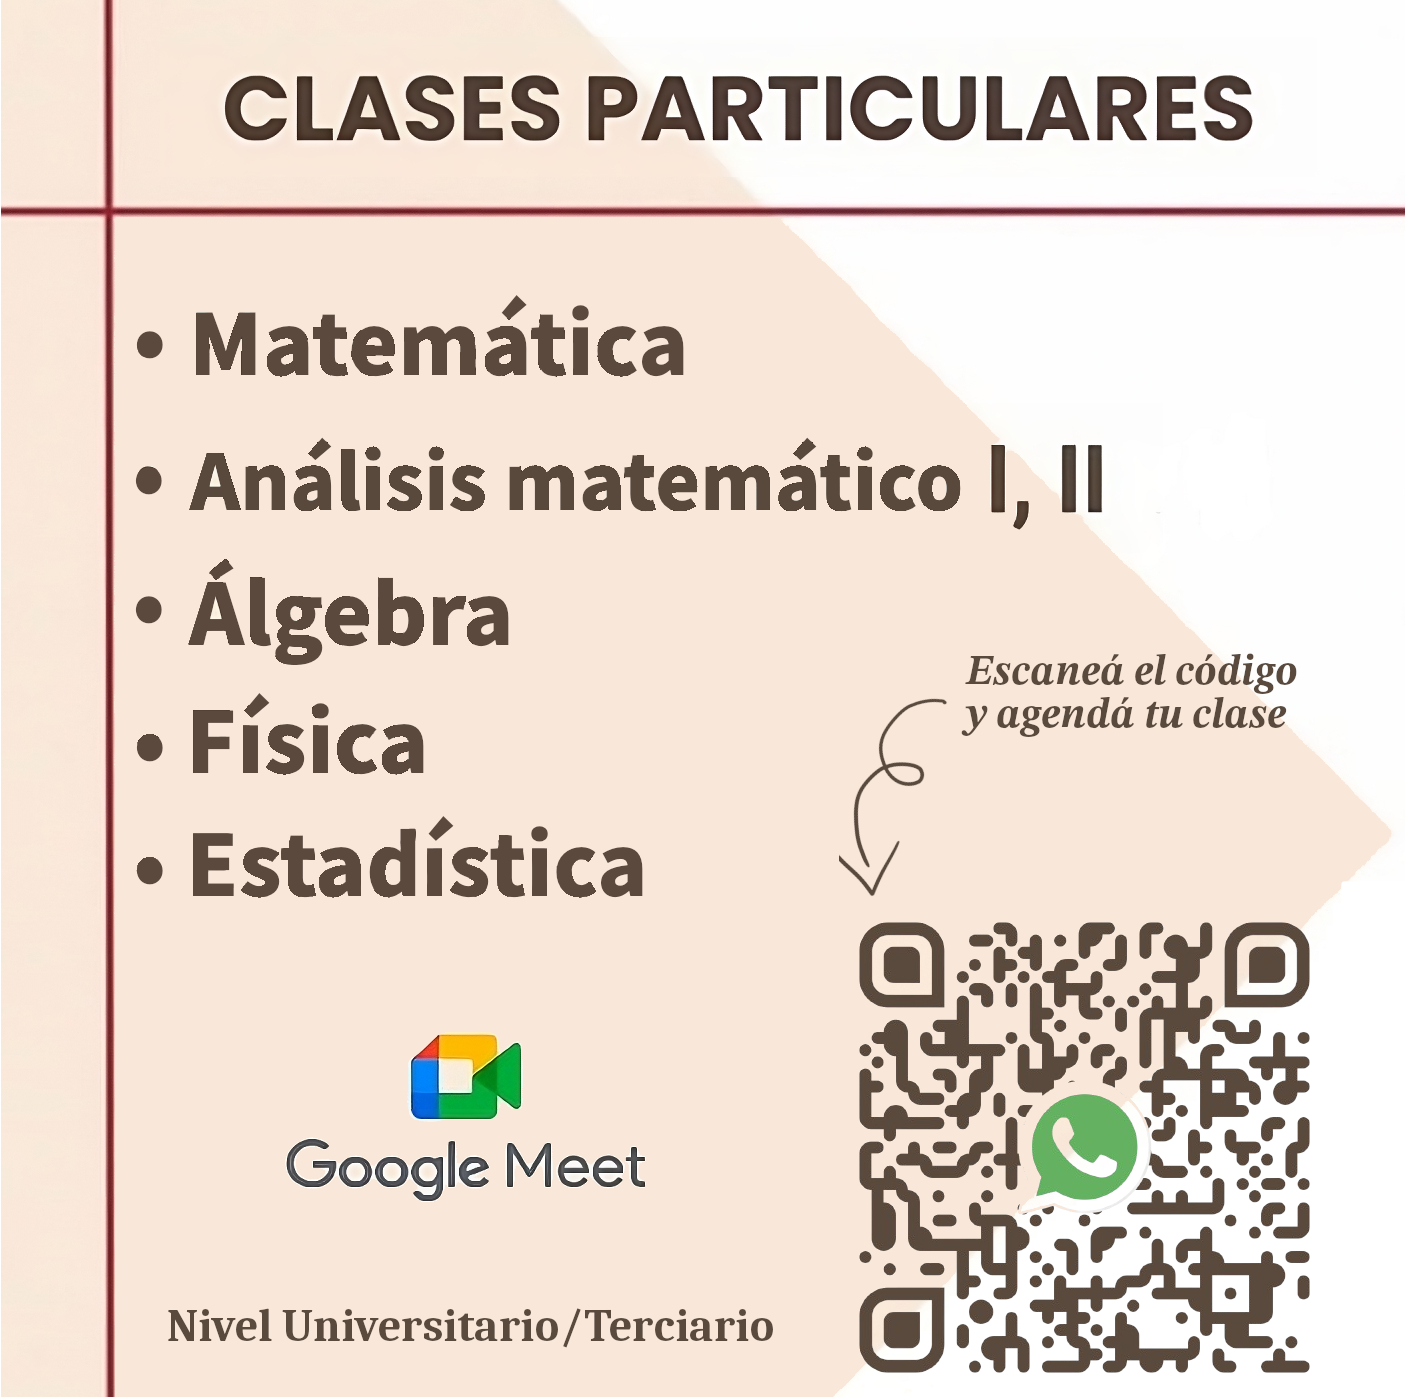 CLASES PARTICULARES
• Matemática
• Análisis matemático I, II
• Álgebra
• Física
• Estadística
Escaneá el código
y agendá tu clase
Google Meet
Nivel Universitario/Terciario